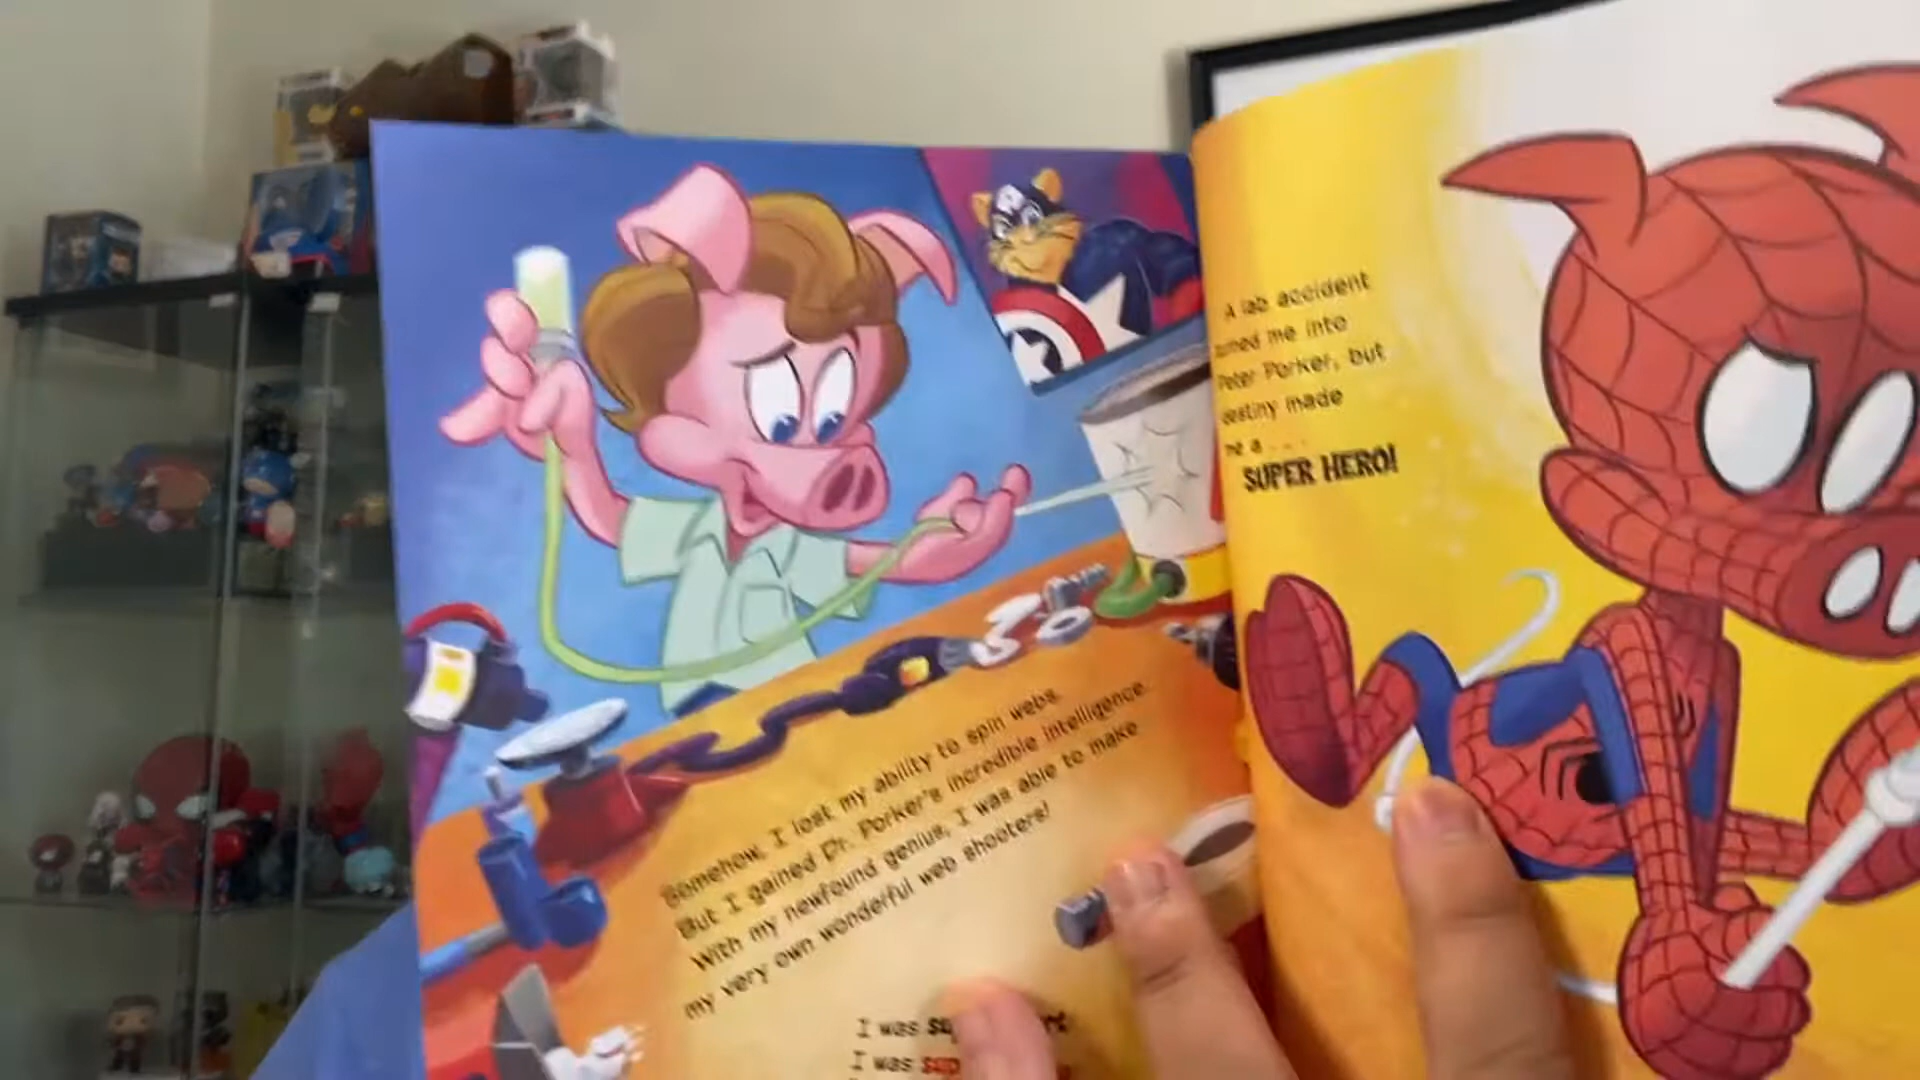 Somehow, I lost my ability to spin webs.
But I gained Dr. Porker's incredible intelligence.
With my newfound genius, I was able to make
my very own wonderful web shooters!
I was
I was
A lab accident
turned me into
Peter Porker, but
destiny made
me a . . .
SUPER HERO!